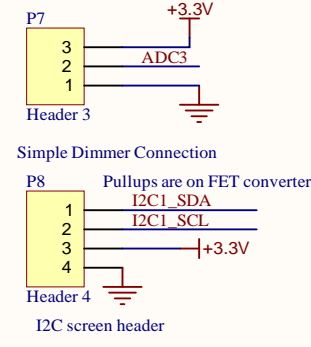 P7
+3.3V
3
2
ADC3
1
Header 3
Simple Dimmer Connection
P8
Pullups are on FET converter
1
I2C1_SDA
2
I2C1_SCL
3
+3.3V
4
Header 4
I2C screen header